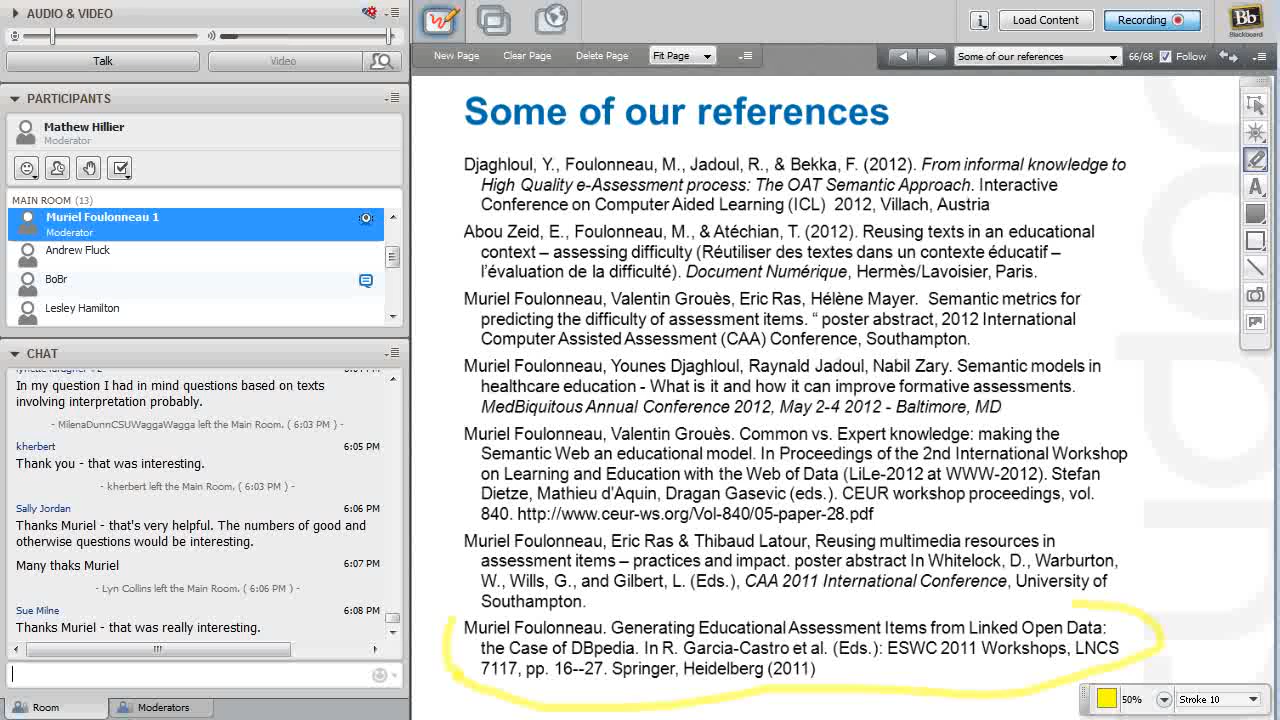 AUDIO & VIDEO
Talk
Video
PARTICIPANTS
Mathew Hillier
Moderator
MAIN ROOM (13)
Muriel Foulonneau 1
Moderator
Andrew Fluck
BoBr
Lesley Hamilton
CHAT
In my question I had in mind questions based on texts
involving interpretation probably.
- MilenaDunnCSUWaggaWagga left the Main Room. ( 6:03 PM ) -
kherbert 6:05 PM
Thank you - that was interesting.
- kherbert left the Main Room. ( 6:03 PM ) -
Sally Jordan 6:06 PM
Thanks Muriel - that's very helpful. The numbers of good and
otherwise questions would be interesting.
Many thaks Muriel 6:07 PM
- Lyn Collins left the Main Room. ( 6:06 PM ) -
Sue Milne 6:08 PM
Thanks Muriel - that was really interesting.
Room
Moderators
Load Content
Recording
Bb
Blackboard
New Page
Clear Page
Delete Page
Fit Page
Some of our references
66/68
Follow
Some of our references
Djaghloul, Y., Foulonneau, M., Jadoul, R., & Bekka, F. (2012). From informal knowledge to
High Quality e-Assessment process: The OAT Semantic Approach. Interactive
Conference on Computer Aided Learning (ICL) 2012, Villach, Austria
Abou Zeid, E., Foulonneau, M., & Atéchian, T. (2012). Reusing texts in an educational
context – assessing difficulty (Réutiliser des textes dans un contexte éducatif –
l'évaluation de la difficulté). Document Numérique, Hermès/Lavoisier, Paris.
Muriel Foulonneau, Valentin Grouès, Eric Ras, Hélène Mayer. Semantic metrics for
predicting the difficulty of assessment items. “ poster abstract, 2012 International
Computer Assisted Assessment (CAA) Conference, Southampton.
Muriel Foulonneau, Younes Djaghloul, Raynald Jadoul, Nabil Zary. Semantic models in
healthcare education - What is it and how it can improve formative assessments.
MedBiquitous Annual Conference 2012, May 2-4 2012 - Baltimore, MD
Muriel Foulonneau, Valentin Grouès. Common vs. Expert knowledge: making the
Semantic Web an educational model. In Proceedings of the 2nd International Workshop
on Learning and Education with the Web of Data (LiLe-2012 at WWW-2012). Stefan
Dietze, Mathieu d'Aquin, Dragan Gasevic (eds.). CEUR workshop proceedings, vol.
840. http://www.ceur-ws.org/Vol-840/05-paper-28.pdf
Muriel Foulonneau, Eric Ras & Thibaud Latour, Reusing multimedia resources in
assessment items – practices and impact. poster abstract In Whitelock, D., Warburton,
W., Wills, G., and Gilbert, L. (Eds.), CAA 2011 International Conference, University of
Southampton.
Muriel Foulonneau. Generating Educational Assessment Items from Linked Open Data:
the Case of DBpedia. In R. Garcia-Castro et al. (Eds.): ESWC 2011 Workshops, LNCS
7117, pp. 16--27. Springer, Heidelberg (2011)
50%
Stroke 10